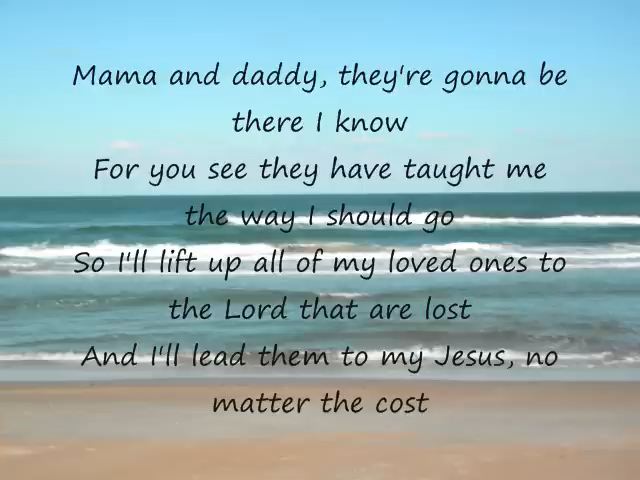 Mama and daddy, they're gonna be
there I know
For you see they have taught me
the way I should go
So I'll lift up all of my loved ones to
the Lord that are lost
And I'll lead them to my Jesus, no
matter the cost